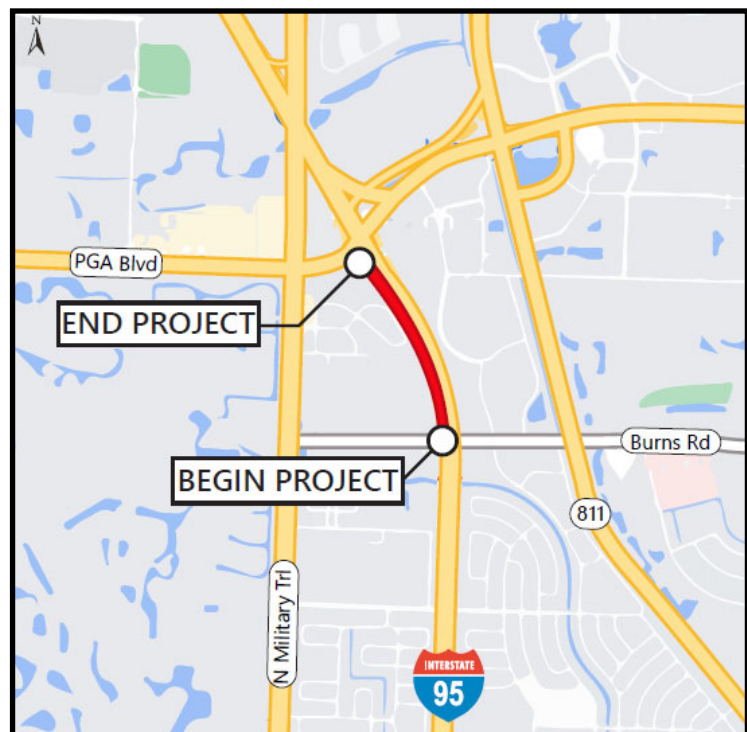 N
PGA Blvd
END PROJECT
Burns Rd
BEGIN PROJECT
811
N Military Trl
INTERSTATE
95